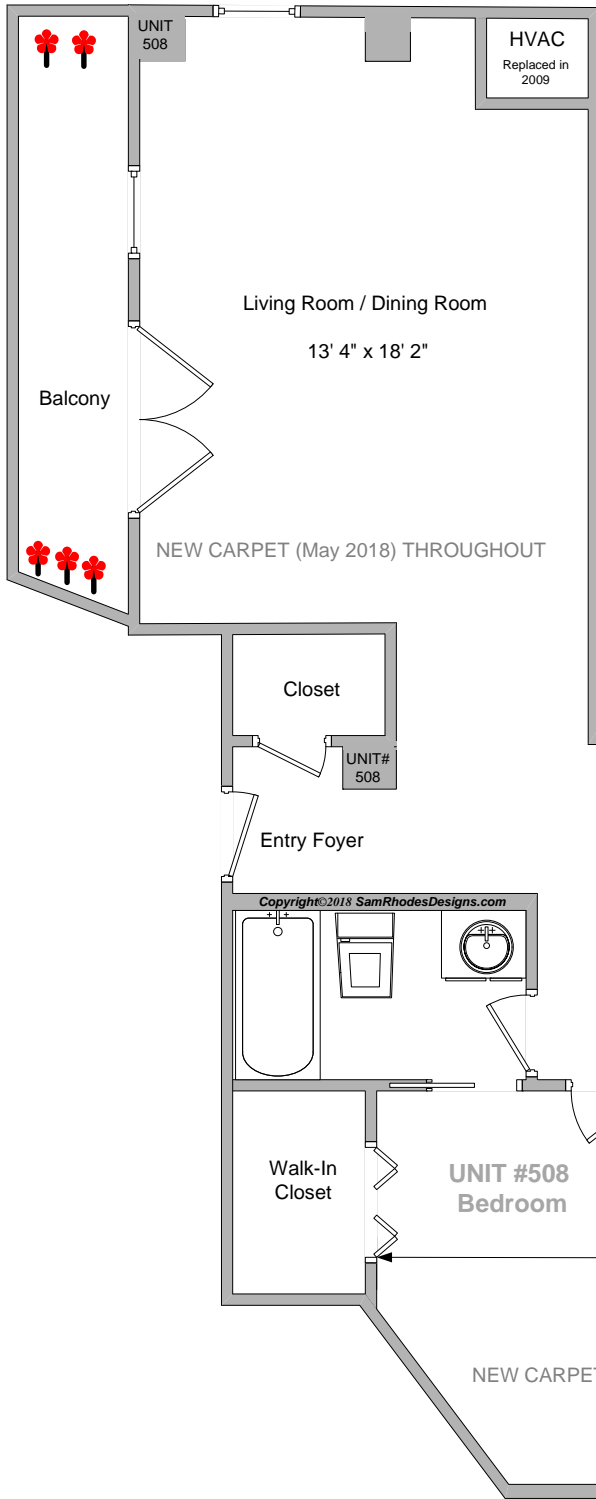 UNIT
508
HVAC
Replaced in
2009
Living Room / Dining Room
13' 4" x 18' 2"
Balcony
NEW CARPET (May 2018) THROUGHOUT
Closet
UNIT#
508
Entry Foyer
Copyright©2018 SamRhodesDesigns.com
Walk-In
Closet
UNIT #508
Bedroom
NEW CARPET